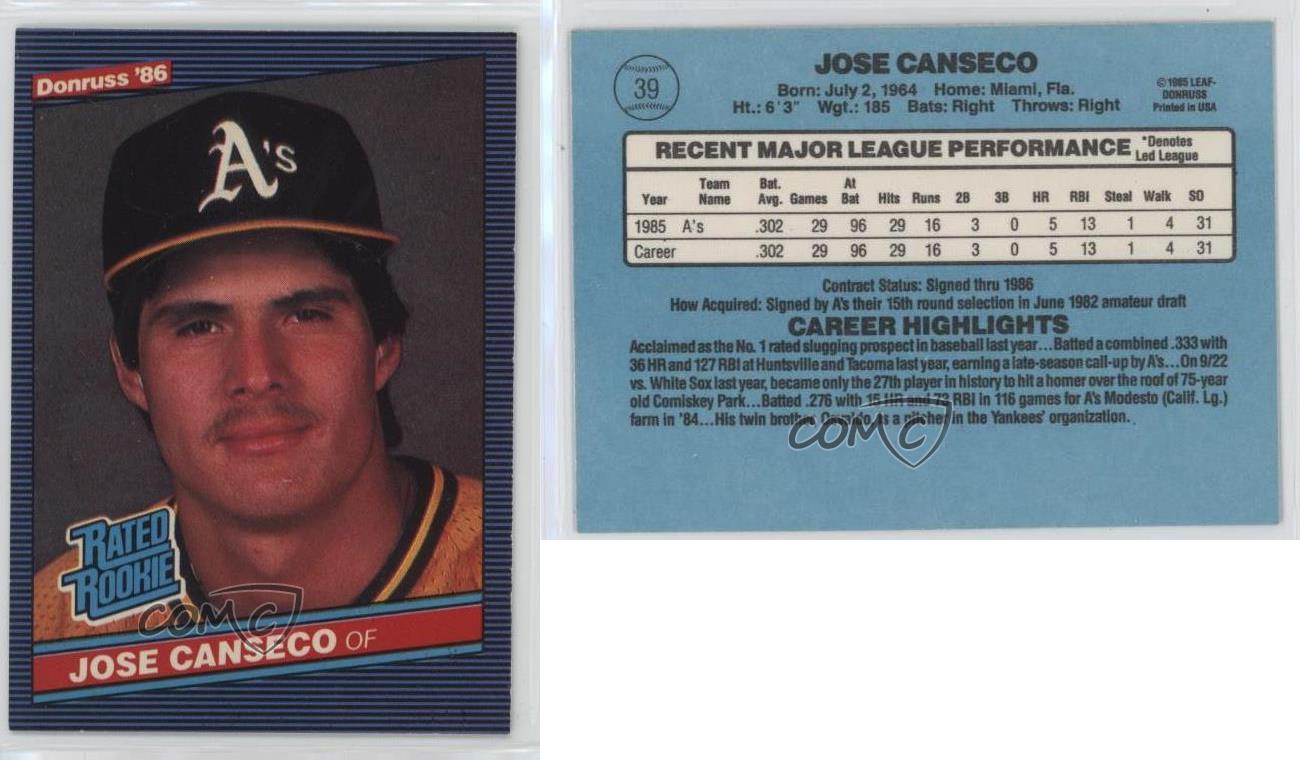 Donruss '86
A's
RATED
ROOKIE
COMC
JOSE CANSECO OF
39
JOSE CANSECO
Born: July 2, 1964 Home: Miami, Fla.
Ht.: 6'3" Wgt.: 185 Bats: Right Throws: Right
©1985 LEAF-
DONRUSS
Printed in USA
RECENT MAJOR LEAGUE PERFORMANCE
*Denotes
Led League
Year Team Name Bat. Avg. Games At Bat Hits Runs 2B 3B HR RBI Steal Walk SO
1985 A's .302 29 96 29 16 3 0 5 13 1 4 31
Career .302 29 96 29 16 3 0 5 13 1 4 31
Contract Status: Signed thru 1986
How Acquired: Signed by A's their 15th round selection in June 1982 amateur draft
CAREER HIGHLIGHTS
Acclaimed as the No. 1 rated slugging prospect in baseball last year...Batted a combined .333 with
36 HR and 127 RBI at Huntsville and Tacoma last year, earning a late-season call-up by A's...On 9/22
vs. White Sox last year, became only the 27th player in history to hit a homer over the roof of 75-year
old Comiskey Park...Batted .276 with 15 HR and 73 RBI in 116 games for A's Modesto (Calif. Lg.)
farm in '84...His twin brother is a pitcher in the Yankees' organization.
COMC